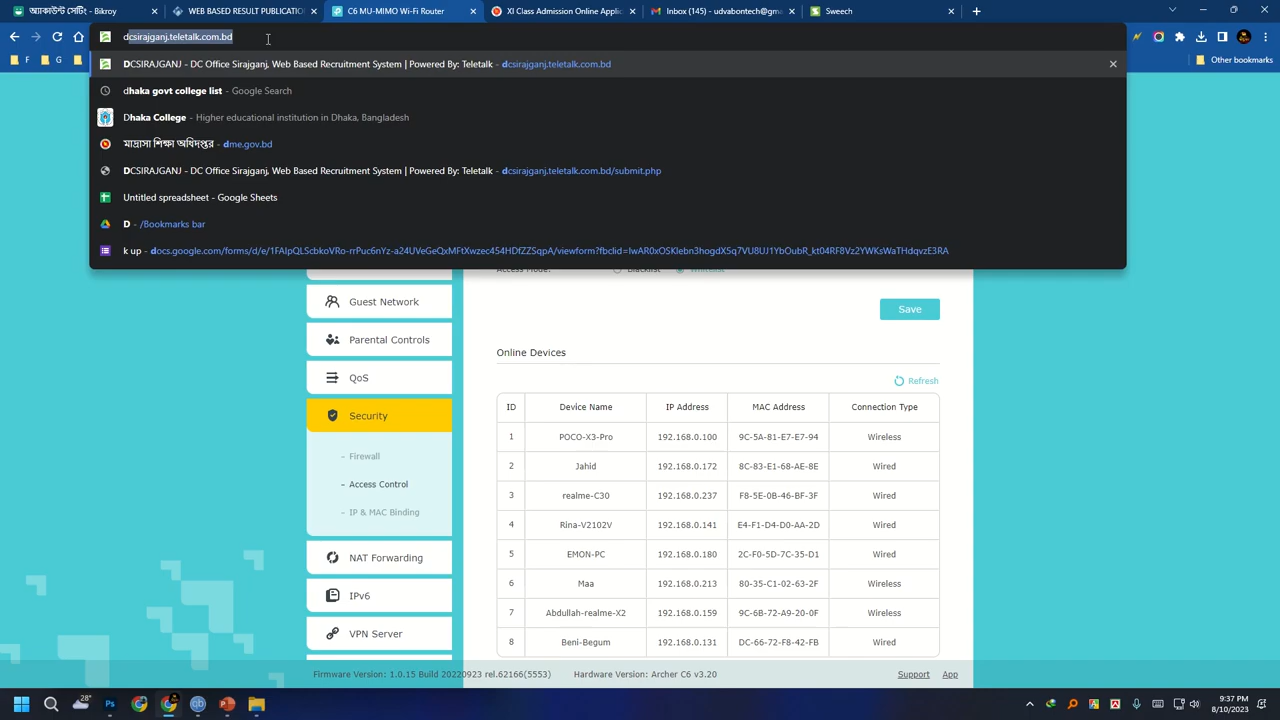 অ্যাকাউন্ট সেটিং - Bikroy
WEB BASED RESULT PUBLICATION
C6 MU-MIMO Wi-Fi Router
XI Class Admission Online Applic
Inbox (145) - udvabontech@gma
Sweech
dcsirajganj.teletalk.com.bd
F
G
Other bookmarks
DCSIRAJGANJ - DC Office Sirajganj, Web Based Recruitment System | Powered By: Teletalk - dcsirajganj.teletalk.com.bd
dhaka govt college list - Google Search
Dhaka College - Higher educational institution in Dhaka, Bangladesh
মাদ্রাসা শিক্ষা অধিদপ্তর - dme.gov.bd
DCSIRAJGANJ - DC Office Sirajganj, Web Based Recruitment System | Powered By: Teletalk - dcsirajganj.teletalk.com.bd/submit.php
Untitled spreadsheet - Google Sheets
D - /Bookmarks bar
Access Mode: Blacklist Whitelist
Guest Network
Parental Controls
QoS
Security
- Firewall
- Access Control
- IP & MAC Binding
NAT Forwarding
IPv6
VPN Server
Save
Online Devices
Refresh
ID Device Name IP Address MAC Address Connection Type
1 POCO-X3-Pro 192.168.0.100 9C-5A-81-E7-E7-94 Wireless
2 Jahid 192.168.0.172 8C-83-E1-68-AE-8E Wired
3 realme-C30 192.168.0.237 F8-5E-0B-46-BF-3F Wired
4 Rina-V2102V 192.168.0.141 E4-F1-D4-D0-AA-2D Wired
5 EMON-PC 192.168.0.180 2C-F0-5D-7C-35-D1 Wired
6 Maa 192.168.0.213 80-35-C1-02-63-2F Wireless
7 Abdullah-realme-X2 192.168.0.159 9C-6B-72-A9-20-0F Wireless
8 Beni-Begum 192.168.0.131 DC-66-72-F8-42-FB Wired
Firmware Version: 1.0.15 Build 20220923 rel.62166(5553) Hardware Version: Archer C6 v3.20 Support App
28°
9:37 PM
8/10/2023